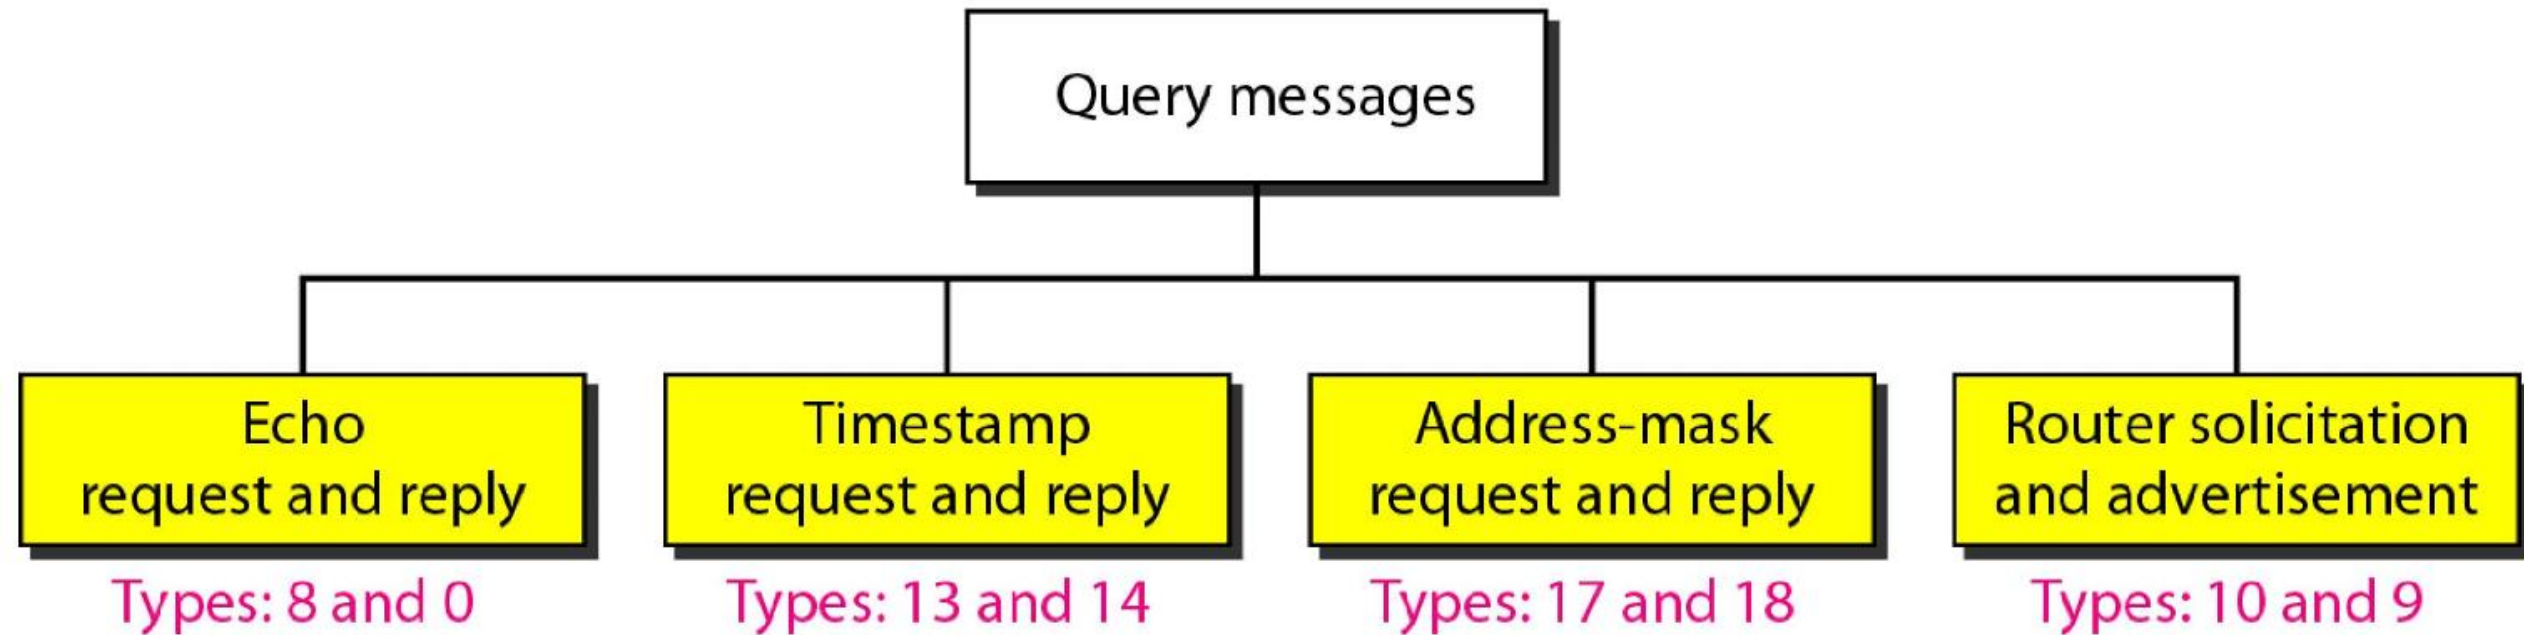 Query messages
Echo
request and reply
Timestamp
request and reply
Address-mask
request and reply
Router solicitation
and advertisement
Types: 8 and 0
Types: 13 and 14
Types: 17 and 18
Types: 10 and 9